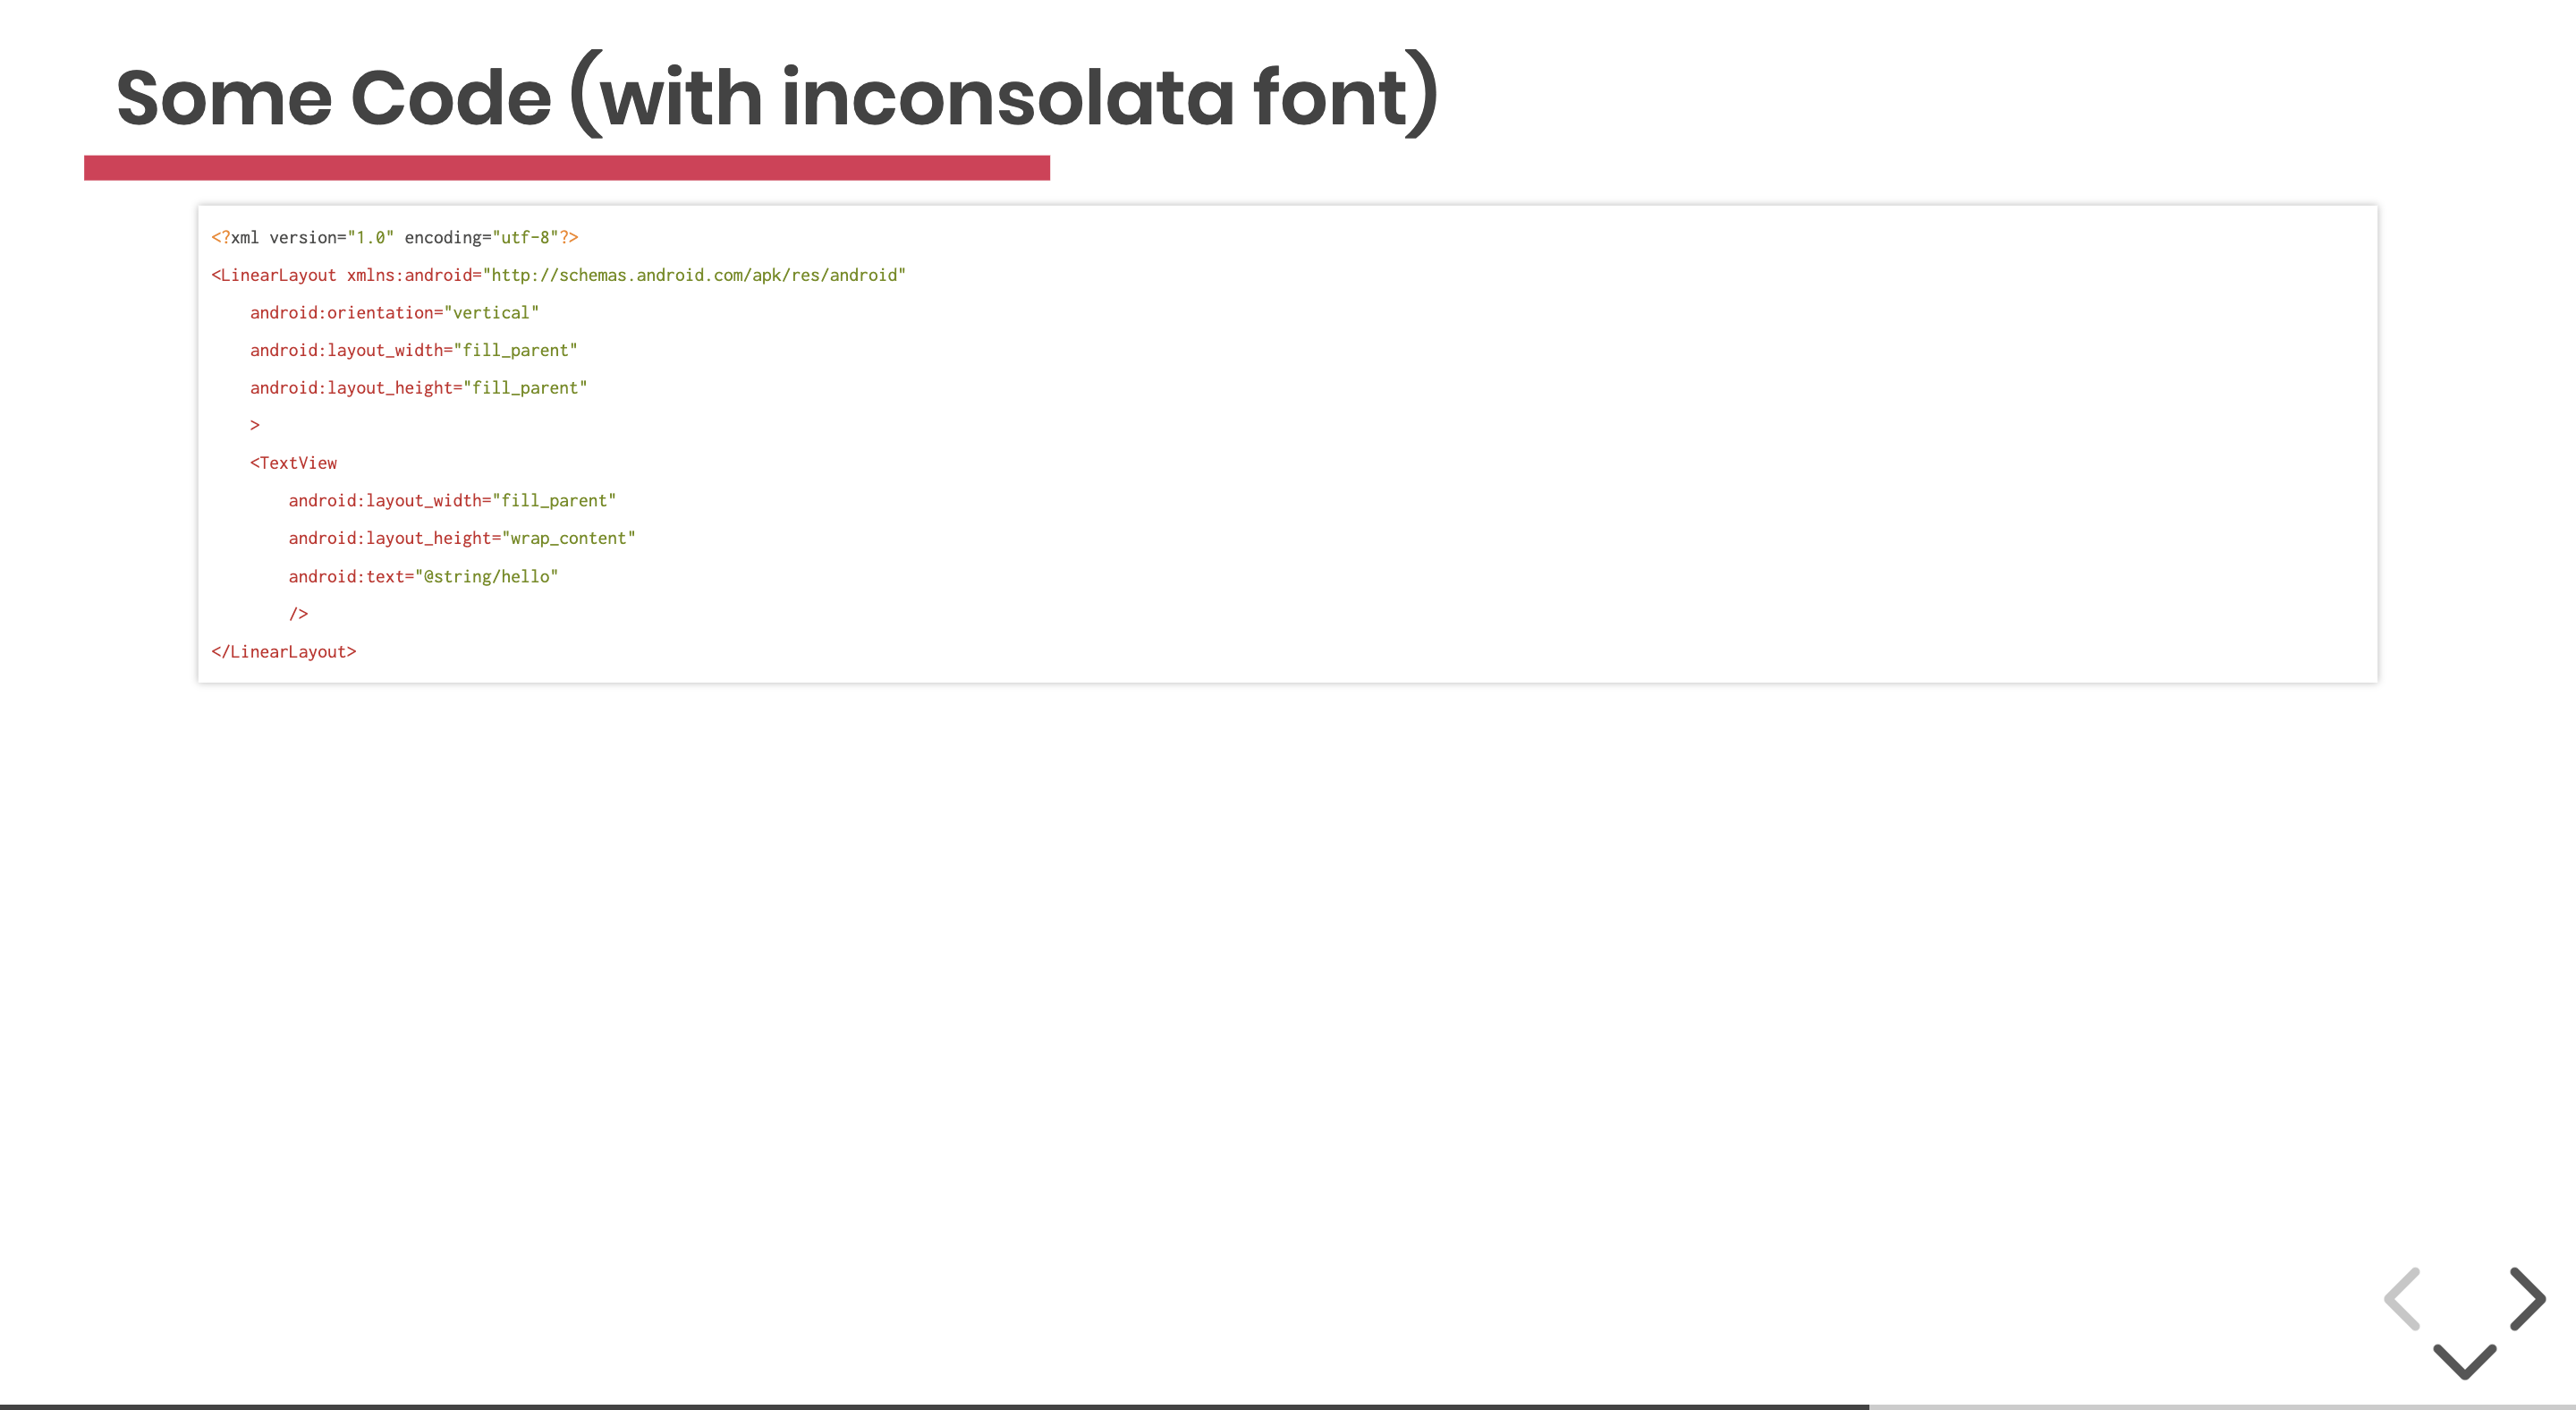 Some Code (with inconsolata font)
<?xml version="1.0" encoding="utf-8"?>
<LinearLayout xmlns:android="http://schemas.android.com/apk/res/android"
    android:orientation="vertical"
    android:layout_width="fill_parent"
    android:layout_height="fill_parent"
    >
    <TextView
        android:layout_width="fill_parent"
        android:layout_height="wrap_content"
        android:text="@string/hello"
        />
</LinearLayout>